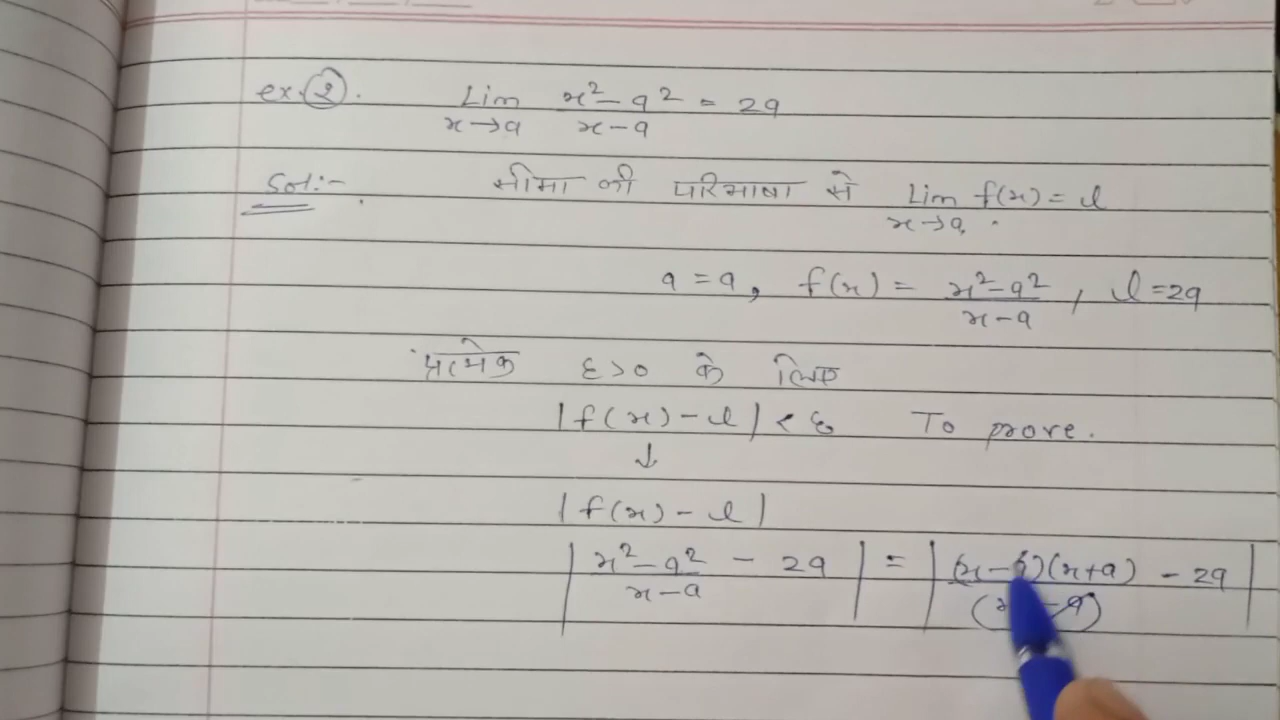 ex. 2. Lim x→a x²-a²/x-a = 2a
Sol:- सीमा की परिभाषा से Lim x→a f(x) = l
a = a, f(x) = x²-a²/x-a, l = 2a
प्रत्येक ε>0 के लिए
|f(x) - l| < ε To prove.
↓
|f(x) - l|
|x²-a²/x-a - 2a| = |(x-a)(x+a)/(x-a) - 2a|